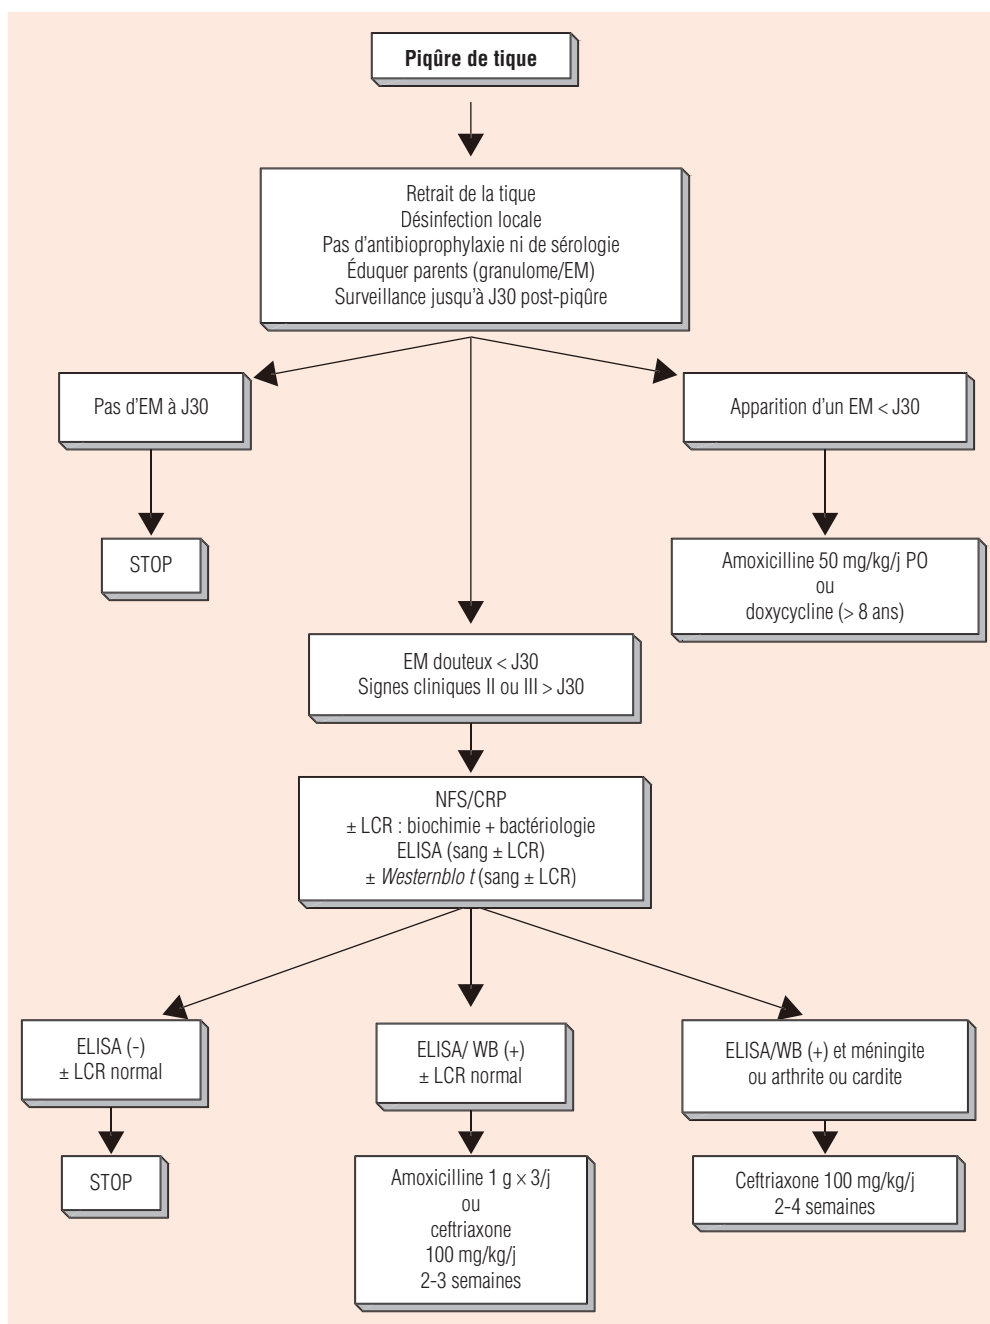 Piqûre de tique
Retrait de la tique
Désinfection locale
Pas d'antibioprophylaxie ni de sérologie
Éduquer parents (granulome/EM)
Surveillance jusqu'à J30 post-piqûre
Pas d'EM à J30
Apparition d'un EM < J30
STOP
Amoxicilline 50 mg/kg/j PO
ou
doxycycline (> 8 ans)
EM douteux < J30
Signes cliniques II ou III > J30
NFS/CRP
± LCR : biochimie + bactériologie
ELISA (sang ± LCR)
± Westernblo t (sang ± LCR)
ELISA (-)
± LCR normal
ELISA/ WB (+)
± LCR normal
ELISA/WB (+) et méningite
ou arthrite ou cardite
STOP
Amoxicilline 1 g × 3/j
ou
ceftriaxone
100 mg/kg/j
2-3 semaines
Ceftriaxone 100 mg/kg/j
2-4 semaines